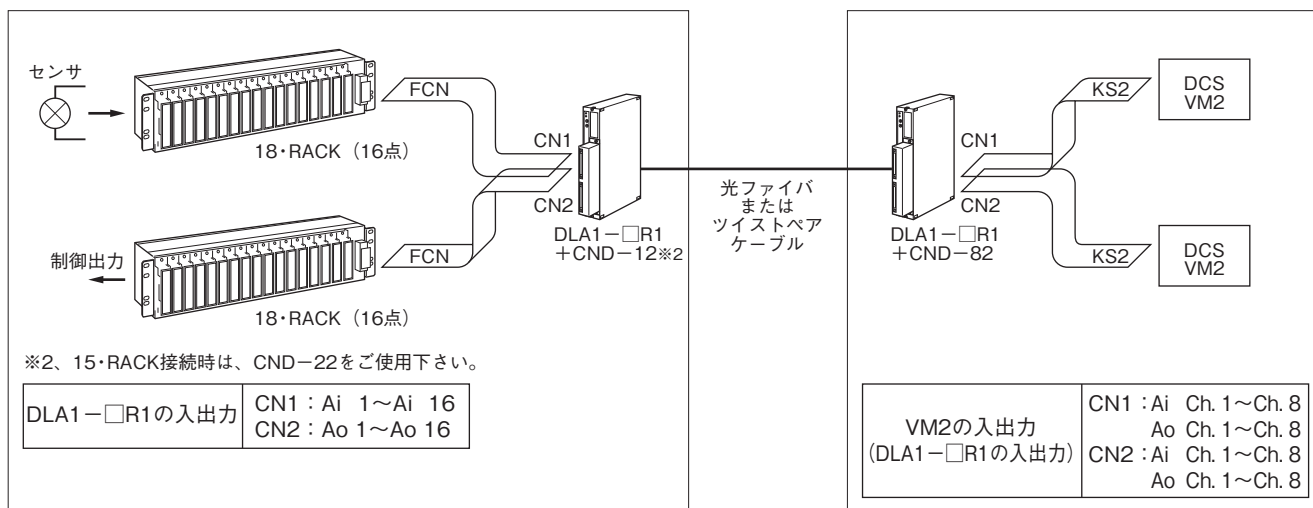 センサ
FCN
18・RACK（16点）
制御出力
FCN
18・RACK（16点）
CN1
CN2
DLA1－□R1
＋CND－12※2
※2、15・RACK接続時は、CND－22をご使用下さい。
DLA1－□R1の入出力
CN1：Ai 1～Ai 16
CN2：Ao 1～Ao 16
光ファイバ
または
ツイストペア
ケーブル
CN1
CN2
DLA1－□R1
＋CND－82
KS2
DCS
VM2
KS2
DCS
VM2
VM2の入出力
(DLA1－□R1の入出力)
CN1：Ai Ch. 1～Ch. 8
Ao Ch. 1～Ch. 8
CN2：Ai Ch. 1～Ch. 8
Ao Ch. 1～Ch. 8